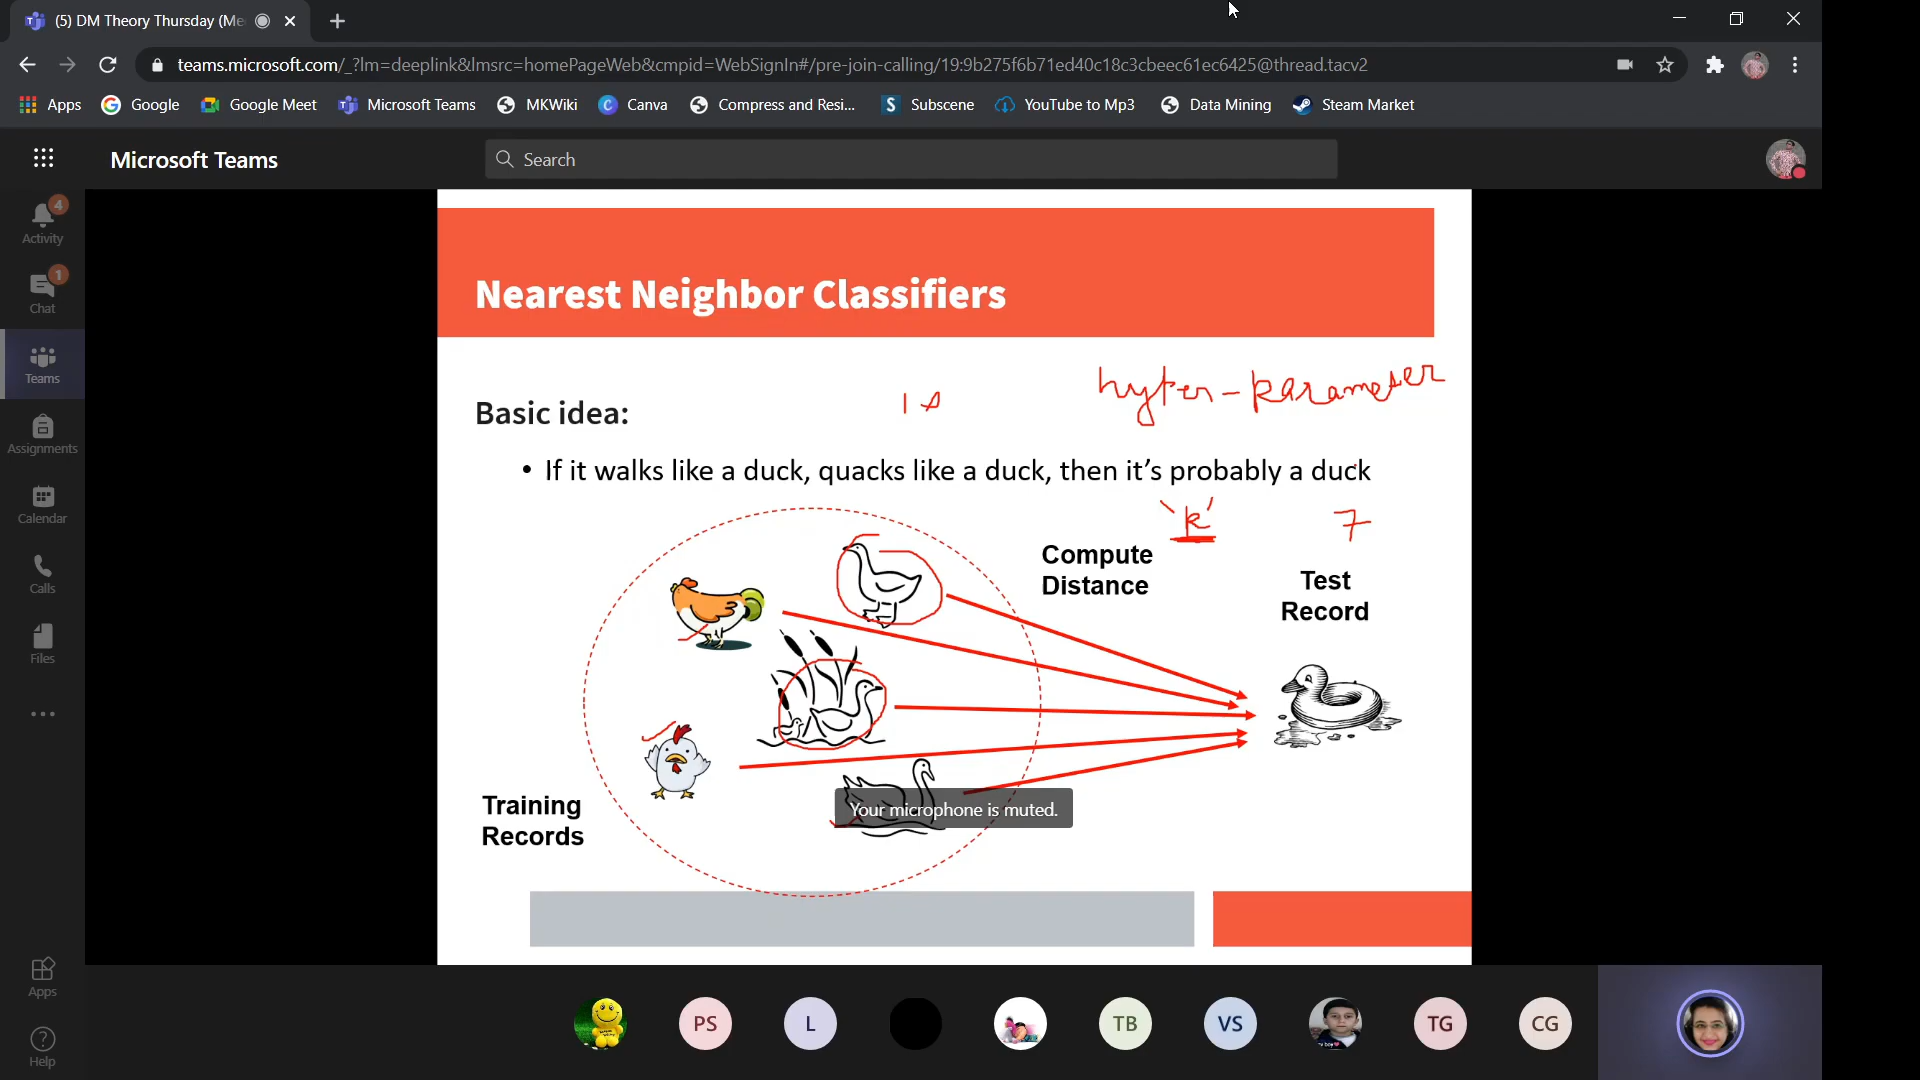 (5) DM Theory Thursday (Me
teams.microsoft.com/_?lm=deeplink&lmsrc=homePageWeb&cmpid=WebSignIn#/pre-join-calling/19:9b275f6b71ed40c18c3cbeec61ec6425@thread.tacv2
Apps Google Google Meet Microsoft Teams MKWiki Canva Compress and Resi... Subscene YouTube to Mp3 Data Mining Steam Market
Microsoft Teams
Search
4
Activity
1
Chat
Teams
Assignments
Calendar
Calls
Files
Apps
Help
Nearest Neighbor Classifiers
hyper-parameter
Basic idea:
• If it walks like a duck, quacks like a duck, then it's probably a duck
'k'
7
Compute
Distance
Test
Record
Training
Records
Your microphone is muted.
PS L TB VS TG CG